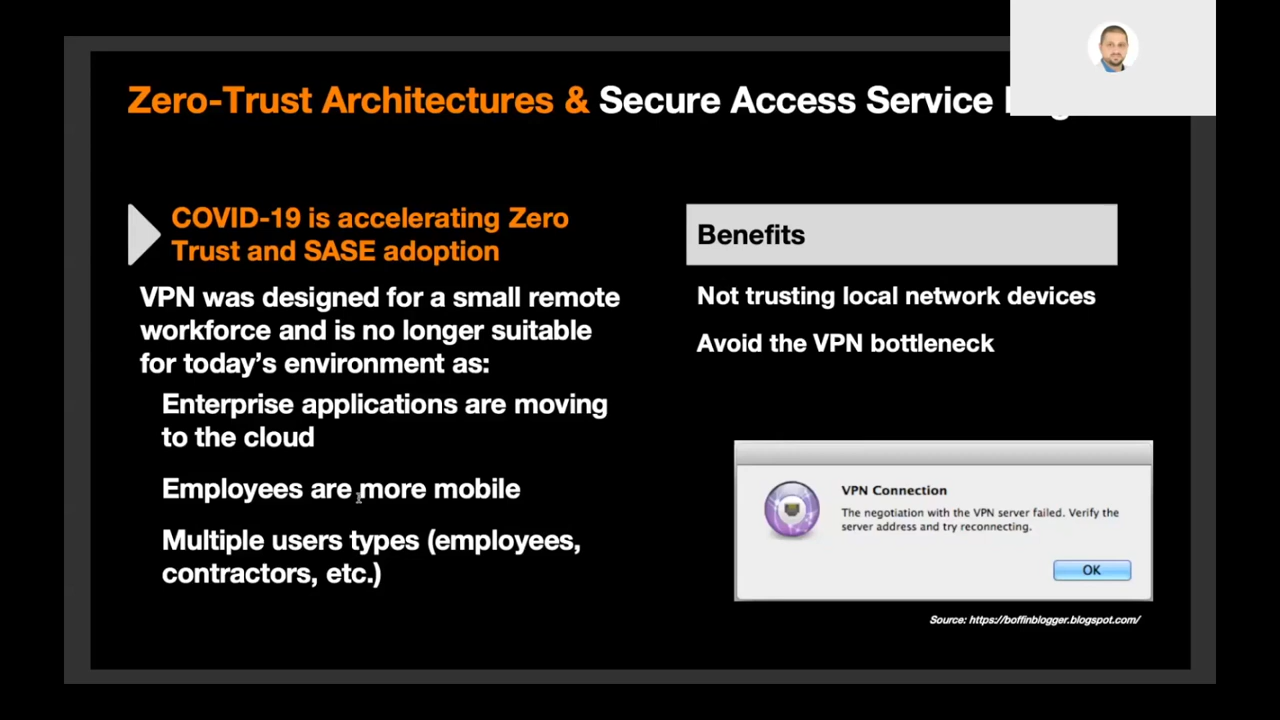 Zero-Trust Architectures & Secure Access Service
COVID-19 is accelerating Zero
Trust and SASE adoption
VPN was designed for a small remote
workforce and is no longer suitable
for today's environment as:
Enterprise applications are moving
to the cloud
Employees are more mobile
Multiple users types (employees,
contractors, etc.)
Benefits
Not trusting local network devices
Avoid the VPN bottleneck
VPN Connection
The negotiation with the VPN server failed. Verify the
server address and try reconnecting.
OK
Source: https://boffinblogger.blogspot.com/